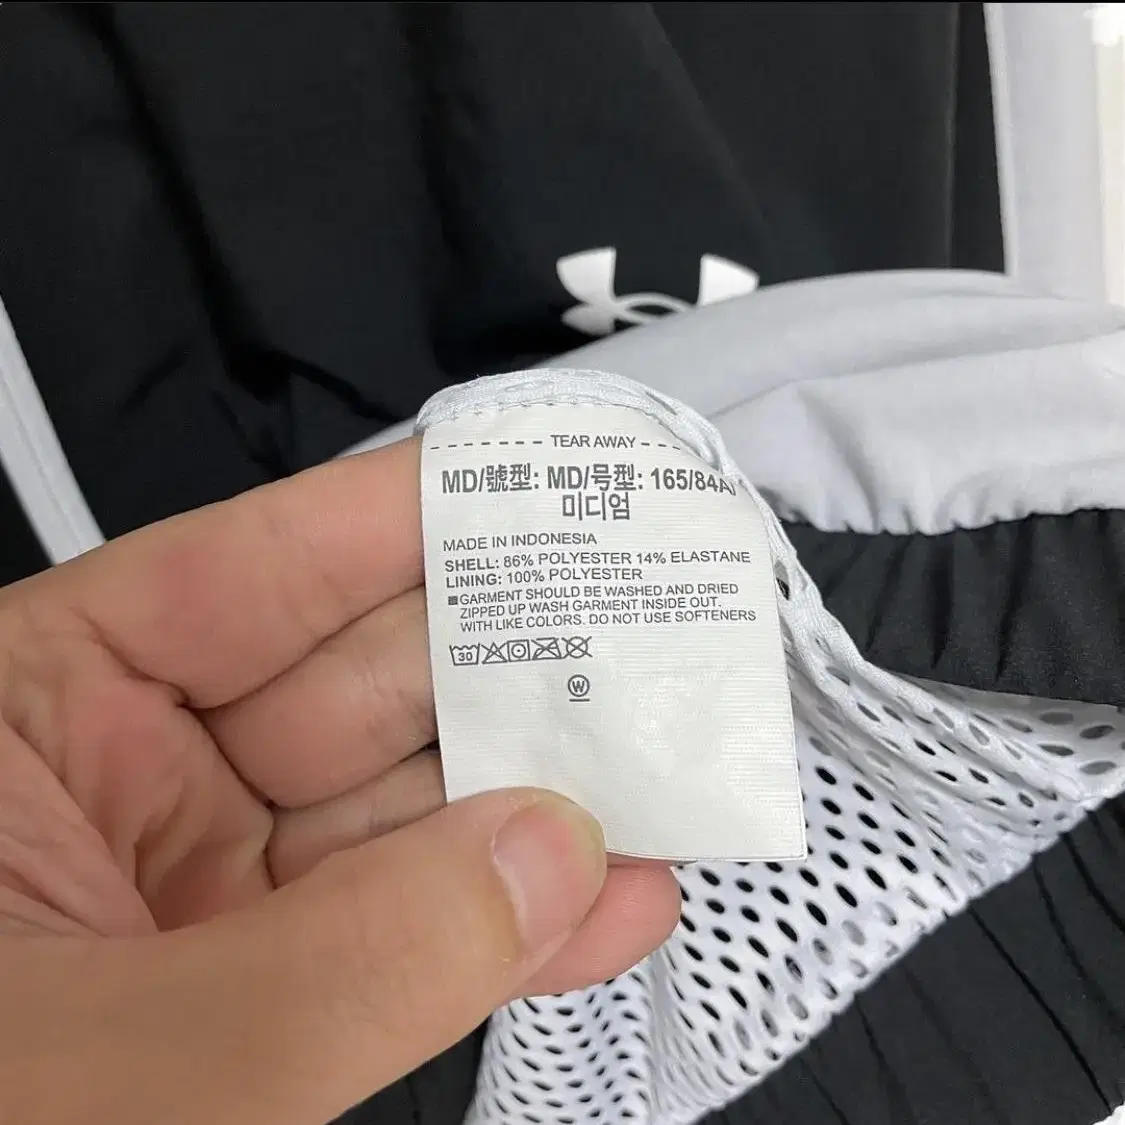 TEAR AWAY
MD/號型: MD/号型: 165/84A/
미디엄
MADE IN INDONESIA
SHELL: 86% POLYESTER 14% ELASTANE
LINING: 100% POLYESTER
GARMENT SHOULD BE WASHED AND DRIED
ZIPPED UP WASH GARMENT INSIDE OUT.
WITH LIKE COLORS. DO NOT USE SOFTENERS
30
W